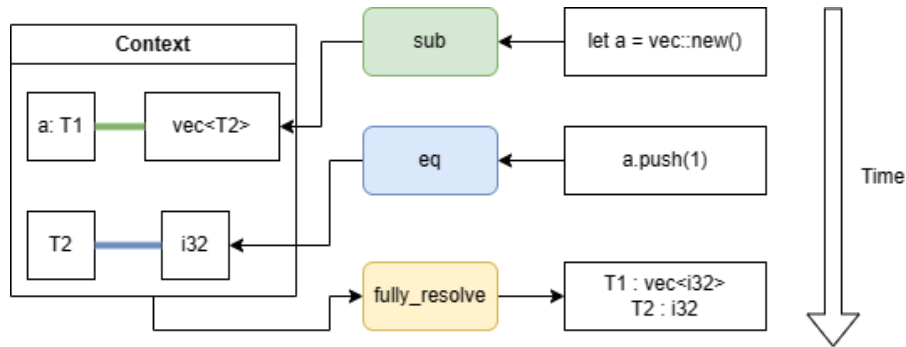 Context
sub
let a = vec::new()
a: T1
vec<T2>
eq
a.push(1)
Time
T2
i32
fully_resolve
T1 : vec<i32>
T2 : i32